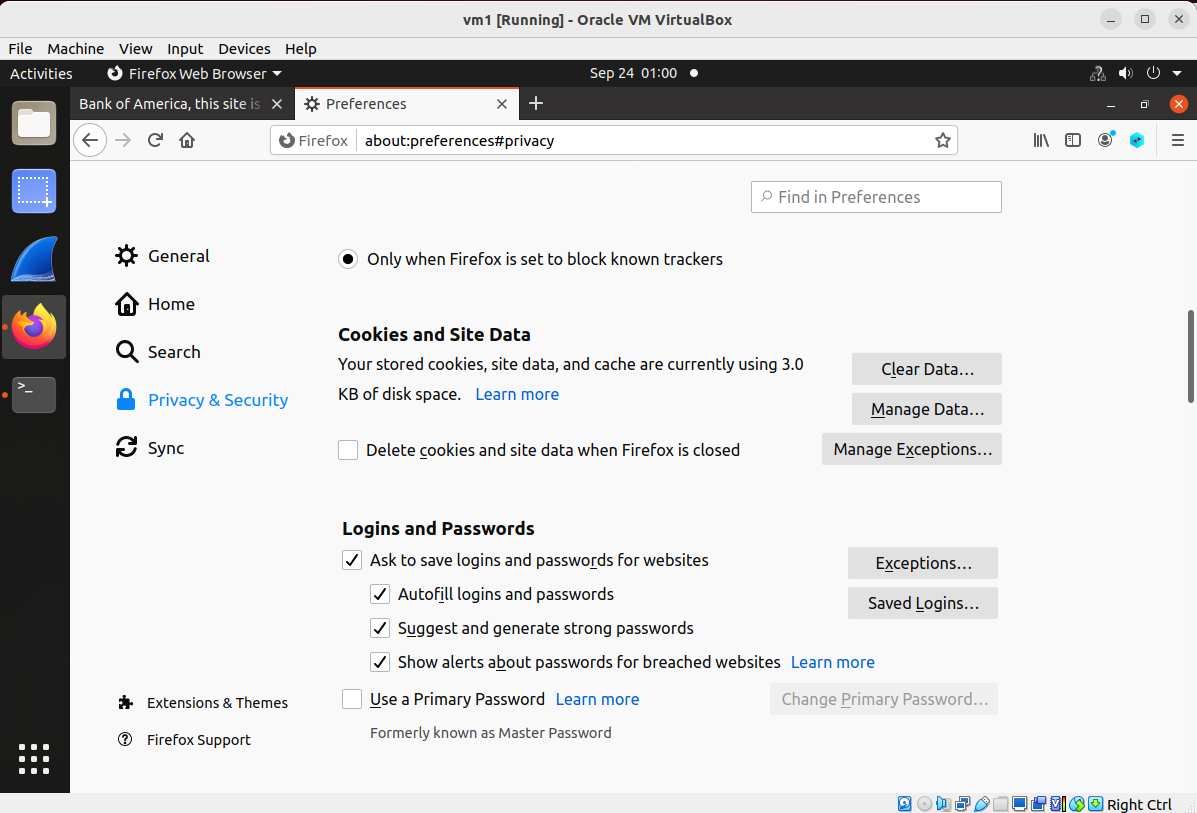 vm1 [Running] - Oracle VM VirtualBox
File Machine View Input Devices Help
Activities Firefox Web Browser Sep 24 01:00
Bank of America, this site is Preferences
Firefox about:preferences#privacy
Find in Preferences
General
Home
Search
Privacy & Security
Sync
Extensions & Themes
Firefox Support
Only when Firefox is set to block known trackers
Cookies and Site Data
Your stored cookies, site data, and cache are currently using 3.0
KB of disk space. Learn more
Clear Data…
Manage Data…
Delete cookies and site data when Firefox is closed
Manage Exceptions…
Logins and Passwords
Ask to save logins and passwords for websites
Exceptions…
Autofill logins and passwords
Saved Logins…
Suggest and generate strong passwords
Show alerts about passwords for breached websites Learn more
Use a Primary Password Learn more
Change Primary Password…
Formerly known as Master Password
Right Ctrl